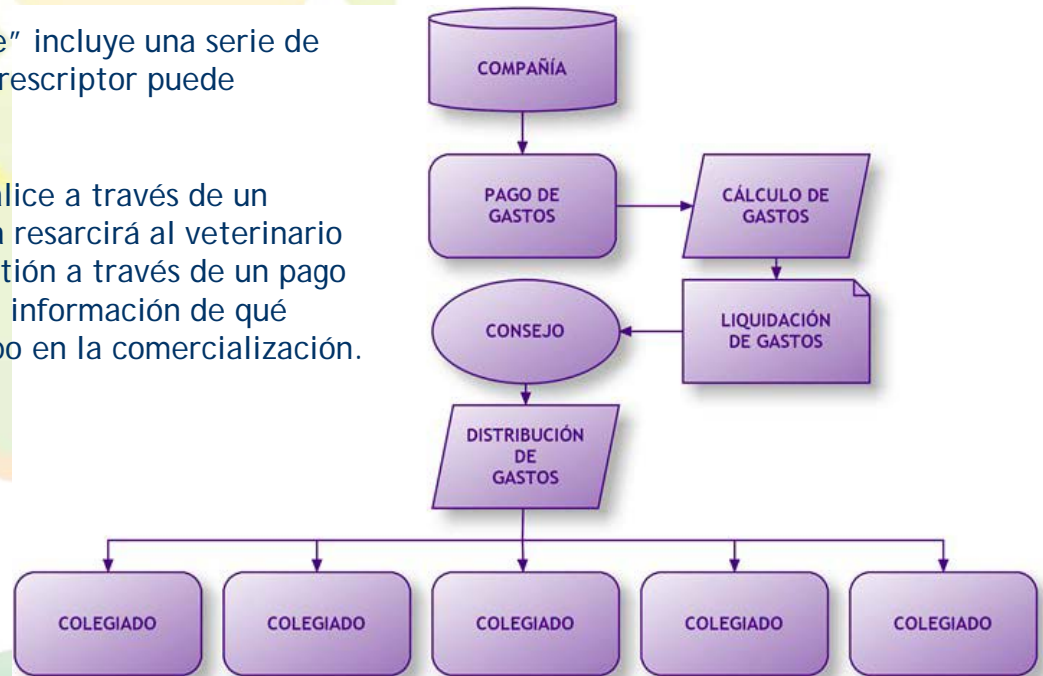 e” incluye una serie de
rescriptor puede
alice a través de un
a resarcirá al veterinario
tión a través de un pago
información de qué
oo en la comercialización.
COMPAÑÍA
PAGO DE
GASTOS
CÁLCULO DE
GASTOS
LIQUIDACIÓN
DE GASTOS
CONSEJO
DISTRIBUCIÓN
DE
GASTOS
COLEGIADO
COLEGIADO
COLEGIADO
COLEGIADO
COLEGIADO